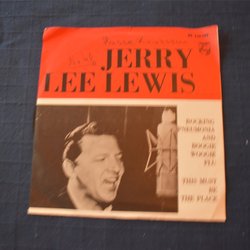 JERRY
LEE LEWIS
ROCKING
PNEUMONIA
AND
BOOGIE
WOOGIE
FLU
THIS MUST
BE
THE PLACE